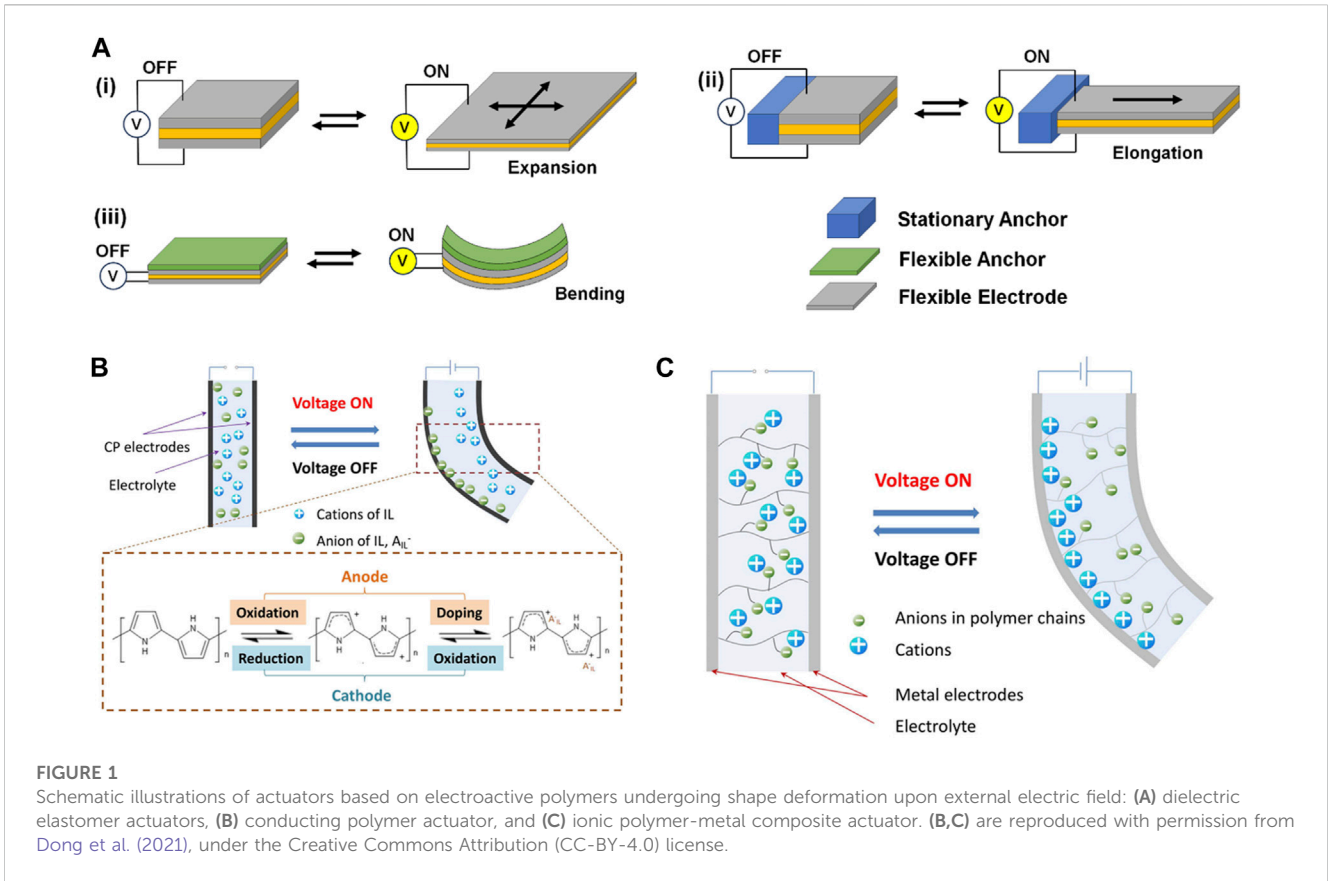 A
(i)
OFF
V
ON
V
Expansion
(ii)
OFF
V
ON
V
Elongation
(iii)
OFF
V
ON
V
Bending
Stationary Anchor
Flexible Anchor
Flexible Electrode
B
CP electrodes
Electrolyte
Voltage ON
Voltage OFF
Cations of IL
Anion of IL, AIL-
Anode
Oxidation
Doping
Reduction
Oxidation
Cathode
H
N
N
H
n
H
N
N
H
n
H
N
N
H
n
A-IL
A-IL
C
Voltage ON
Voltage OFF
Anions in polymer chains
Cations
Metal electrodes
Electrolyte
FIGURE 1
Schematic illustrations of actuators based on electroactive polymers undergoing shape deformation upon external electric field: (A) dielectric
elastomer actuators, (B) conducting polymer actuator, and (C) ionic polymer-metal composite actuator. (B,C) are reproduced with permission from
Dong et al. (2021), under the Creative Commons Attribution (CC-BY-4.0) license.